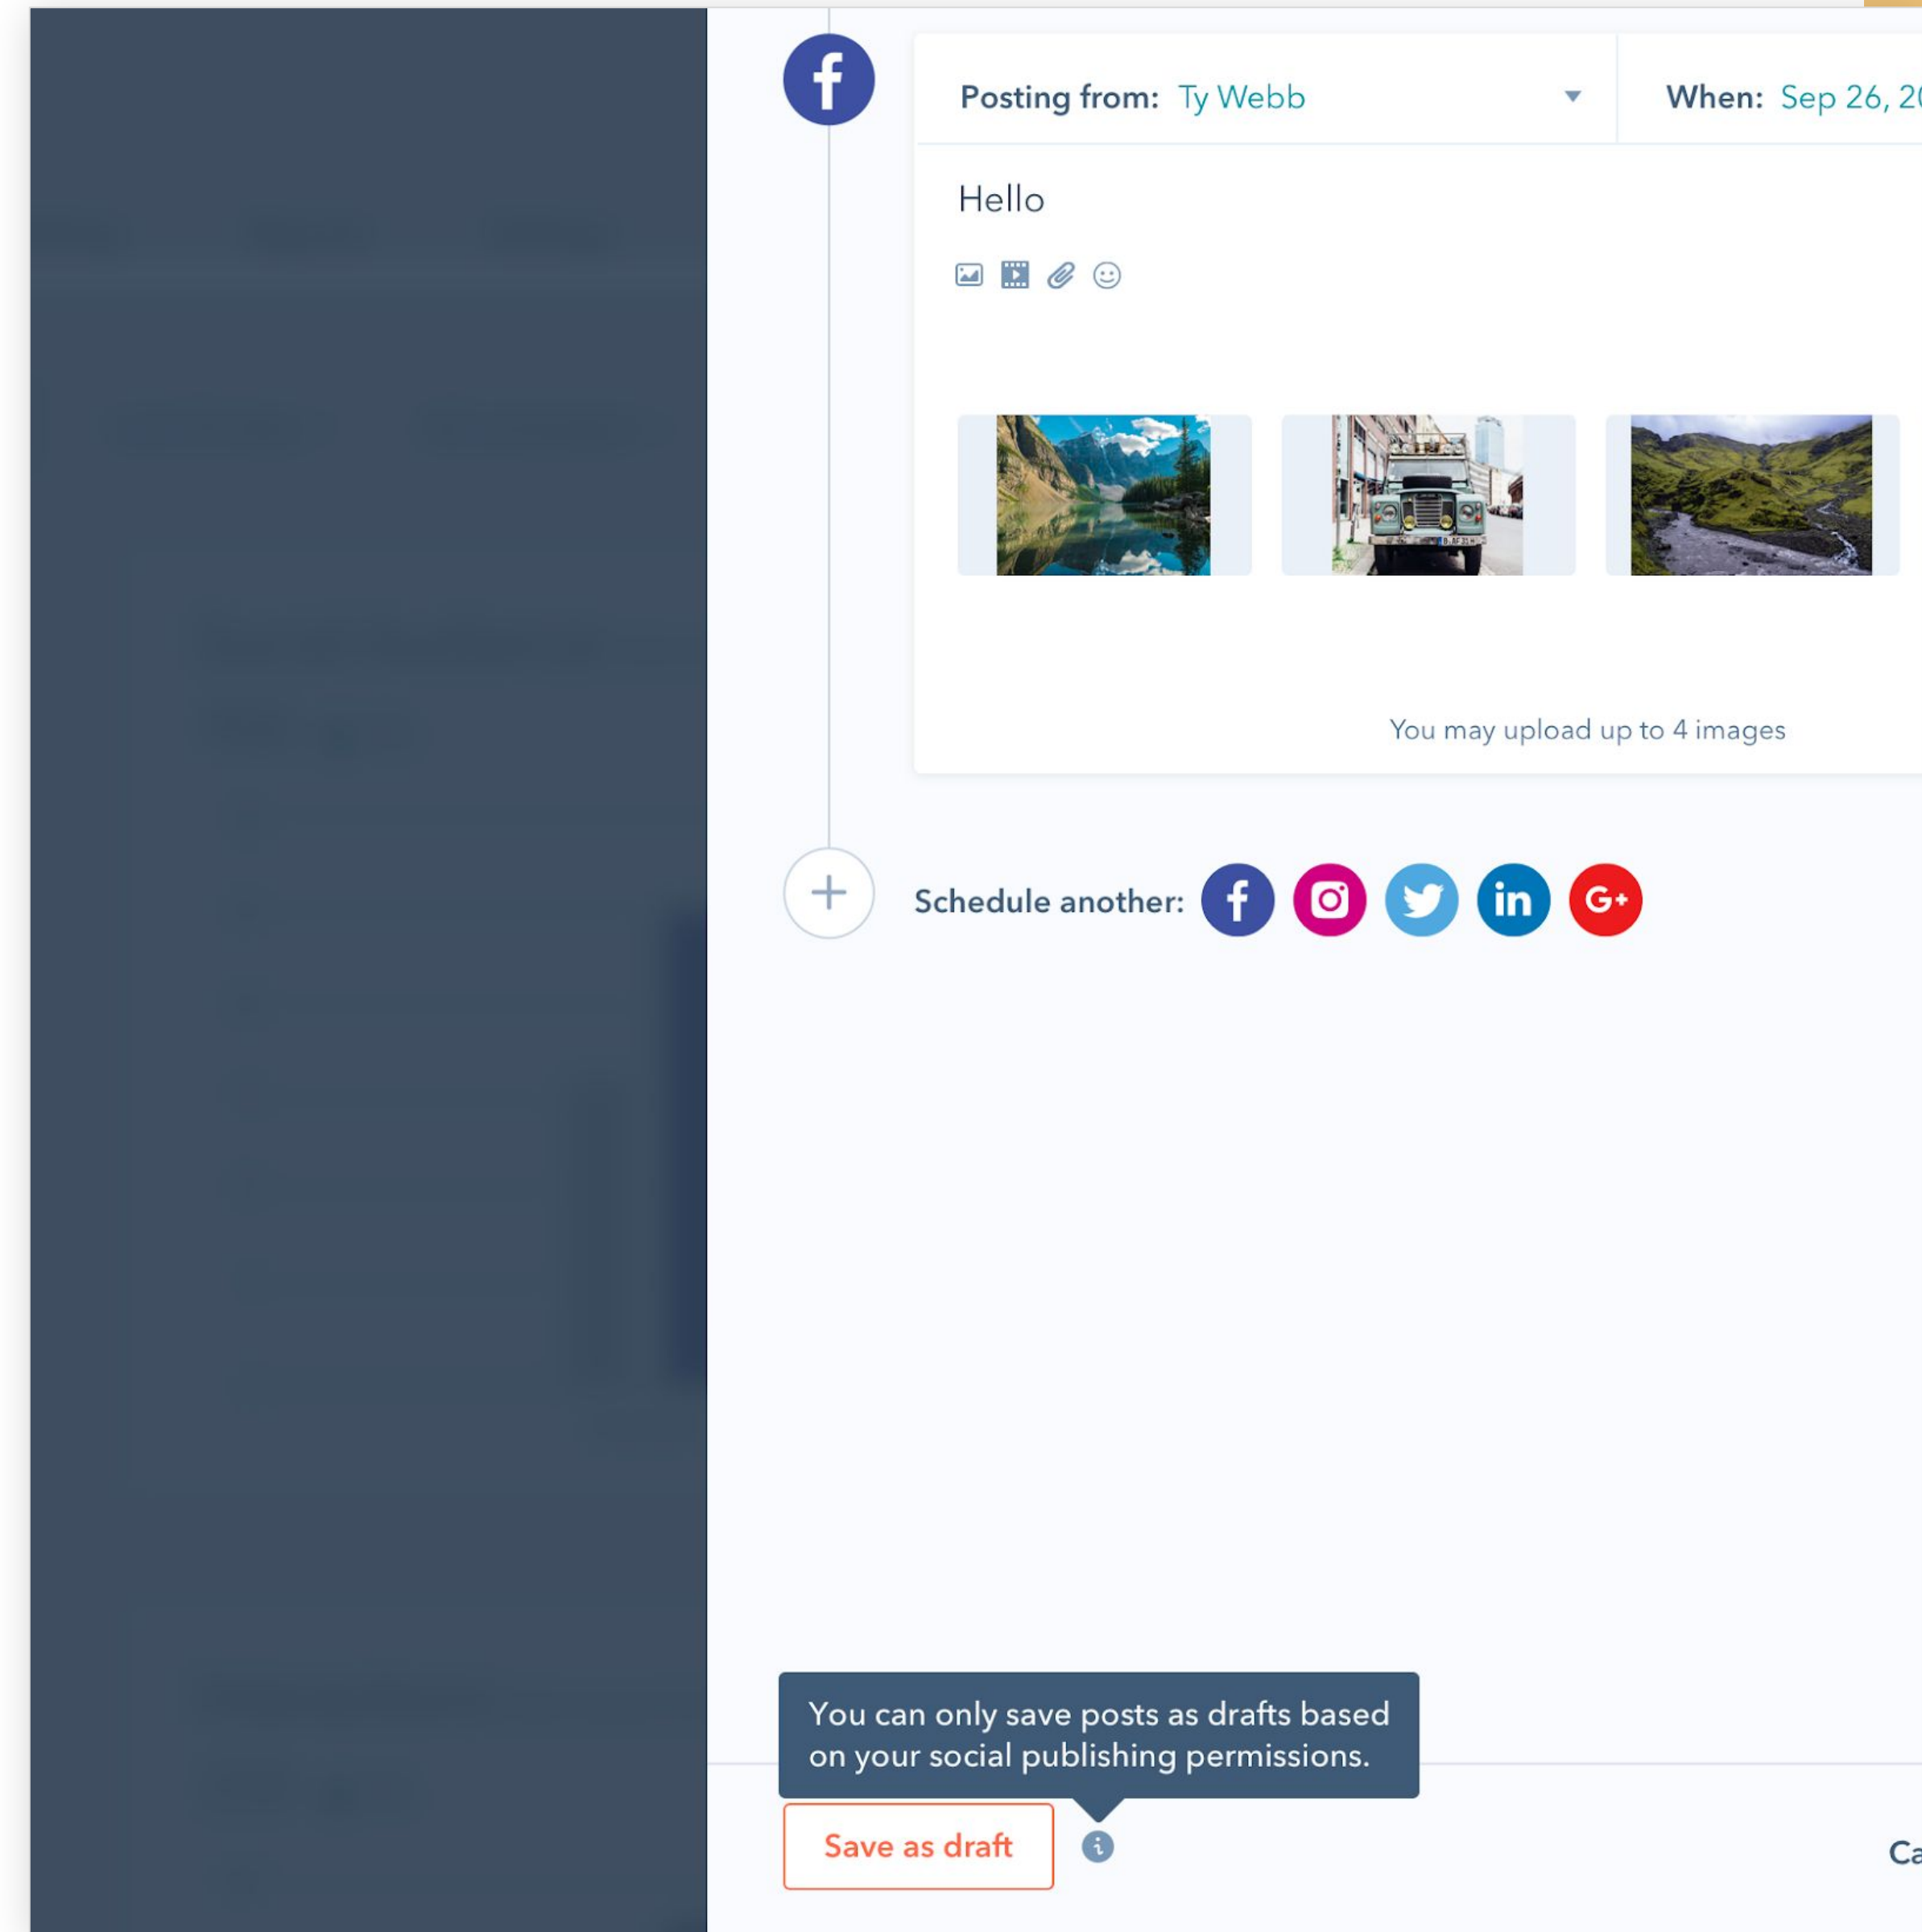 Posting from: Ty Webb
When: Sep 26, 20
Hello
You may upload up to 4 images
Schedule another:
You can only save posts as drafts based
on your social publishing permissions.
Save as draft
Ca